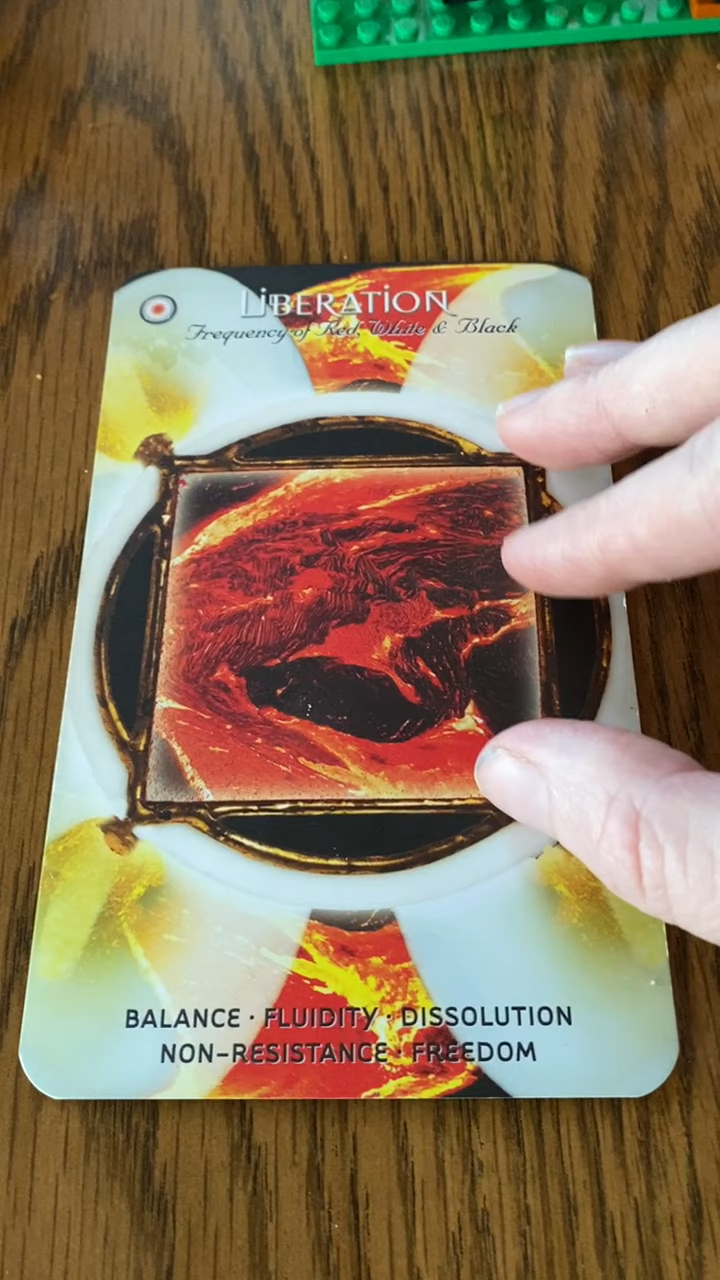 LIBERATION
Frequency of Red, White & Black
BALANCE · FLUIDITY · DISSOLUTION
NON-RESISTANCE · FREEDOM